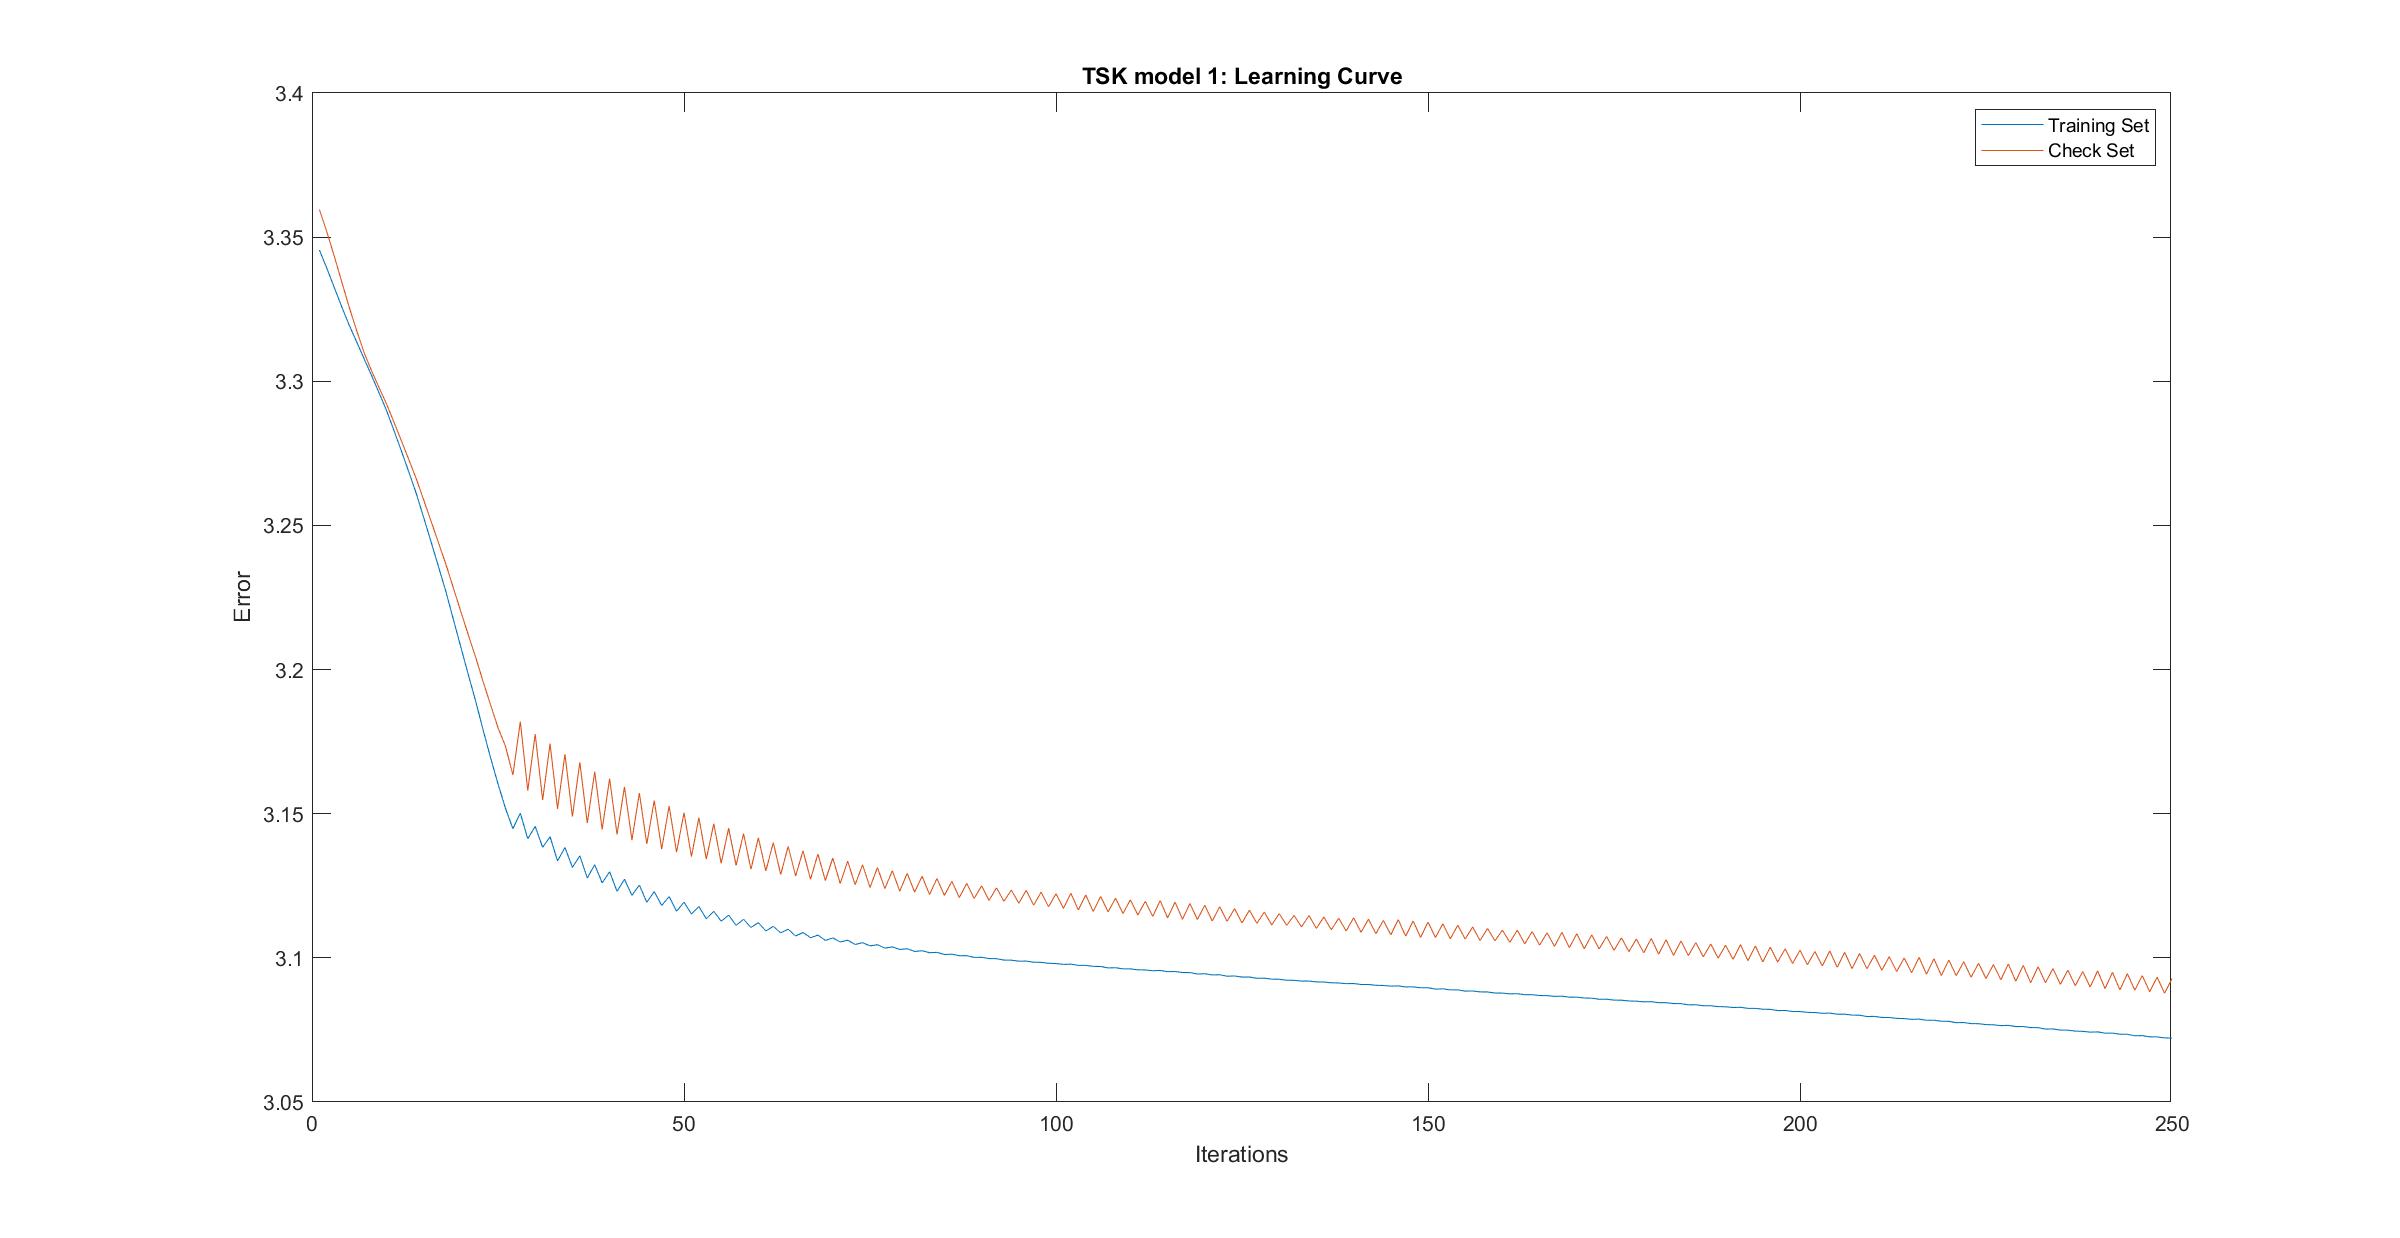 TSK model 1: Learning Curve
Training Set
Check Set
3.4
3.35
3.3
3.25
3.2
3.15
3.1
3.05
Error
0 50 100 150 200 250
Iterations